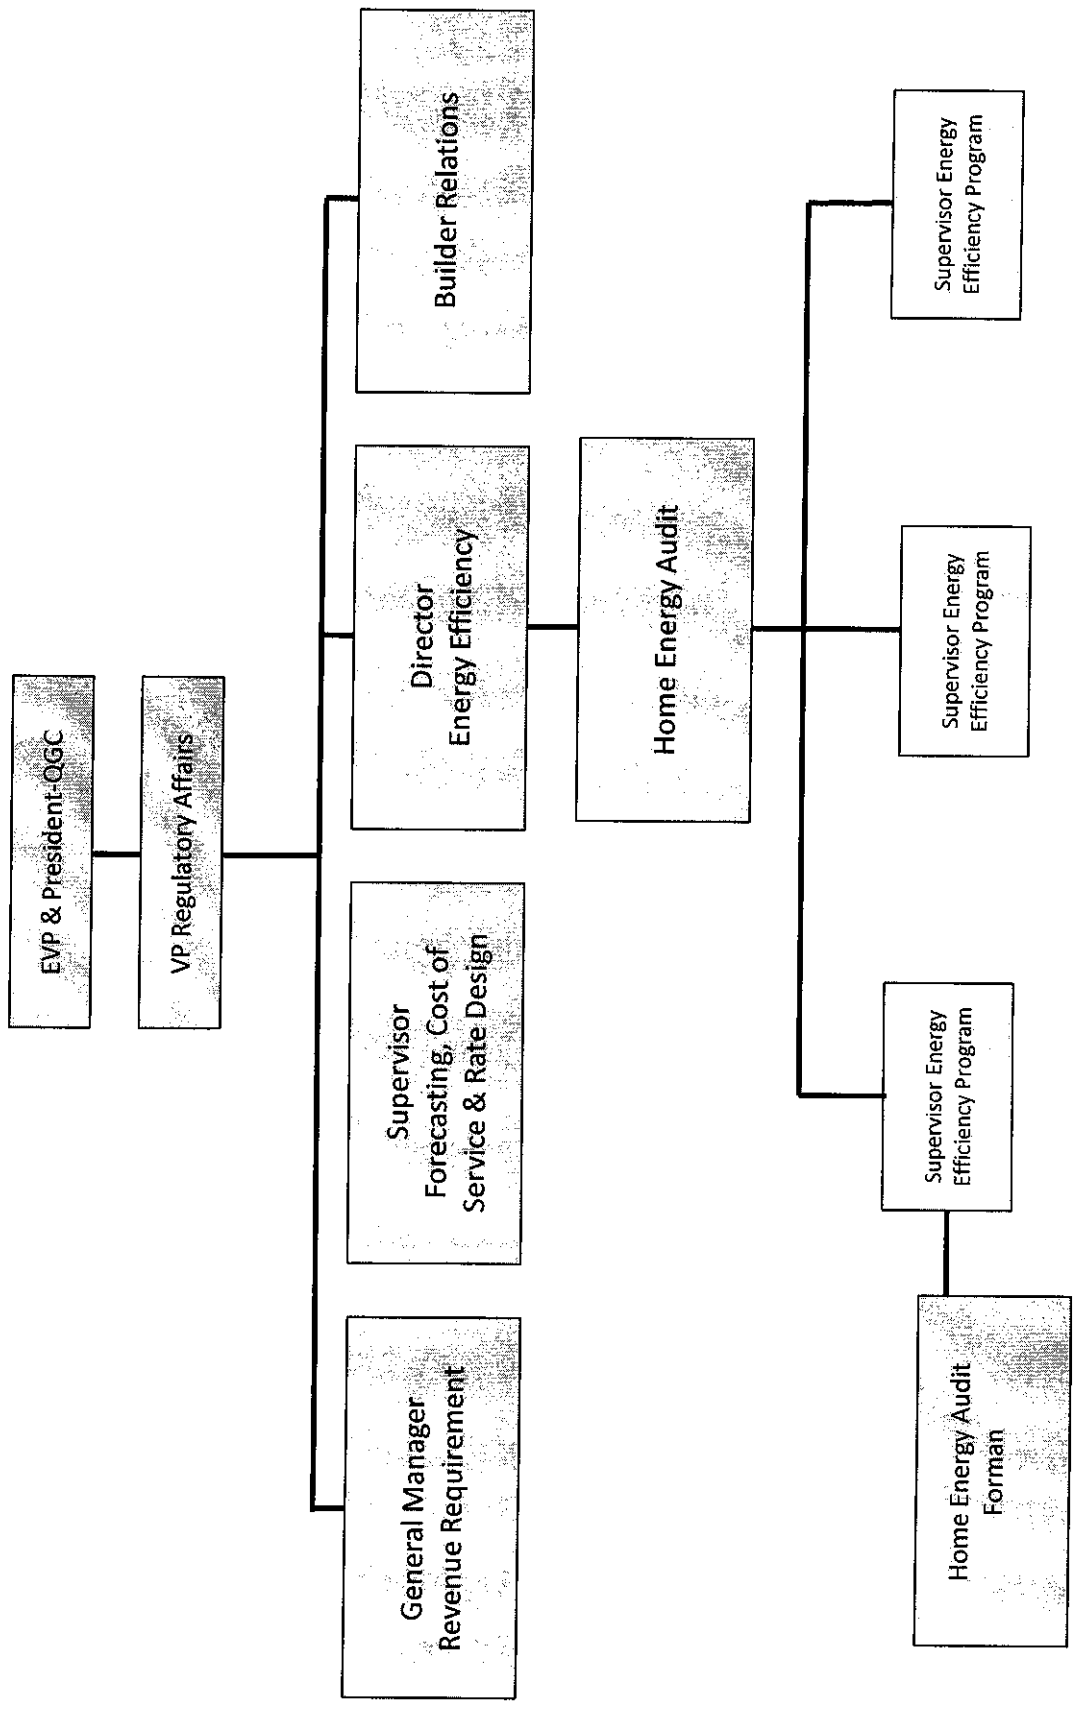 EVP & President-QGC
VP Regulatory Affairs
General Manager
Revenue Requirement
Supervisor
Forecasting, Cost of
Service & Rate Design
Director
Energy Efficiency
Builder Relations
Home Energy Audit
Supervisor Energy
Efficiency Program
Supervisor Energy
Efficiency Program
Supervisor Energy
Efficiency Program
Home Energy Audit
Forman